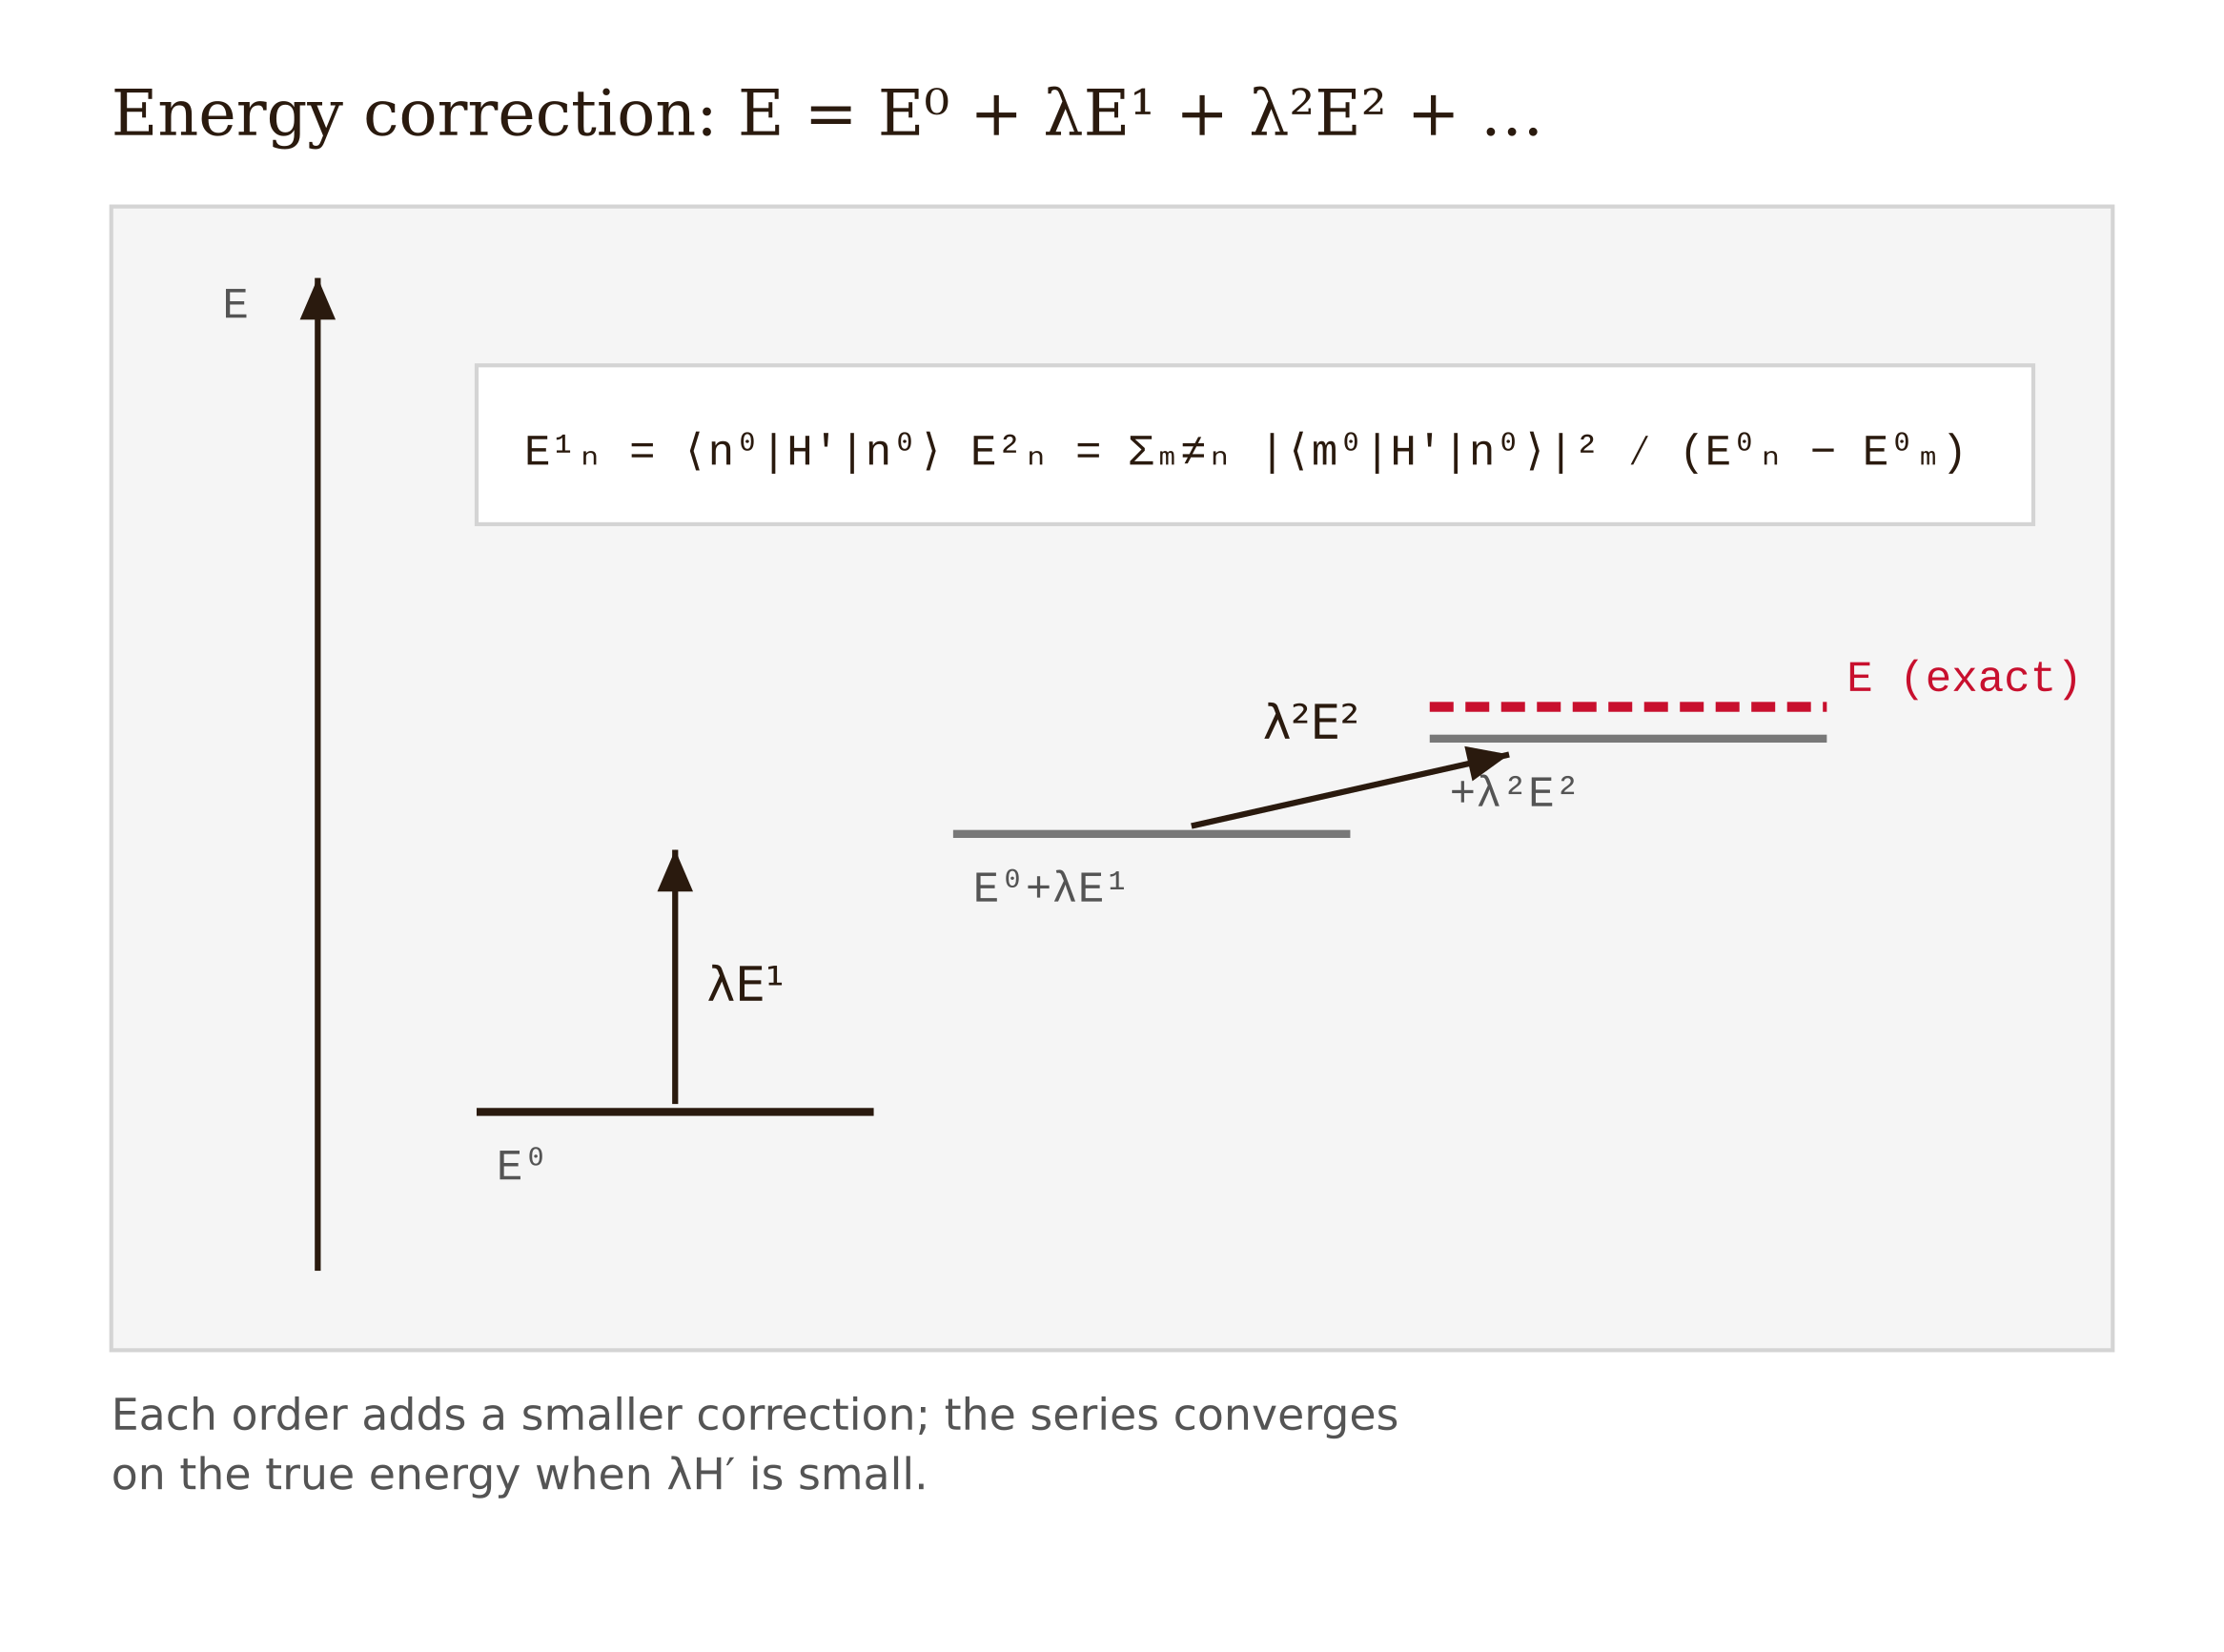 Energy correction: E = E⁰ + λE¹ + λ²E² + …
E
E¹ₙ = ⟨n⁰|H'|n⁰⟩ E²ₙ = Σₘ≠ₙ |⟨m⁰|H'|n⁰⟩|² / (E⁰ₙ − E⁰ₘ)
E (exact)
λ²E²
+λ²E²
E⁰+λE¹
λE¹
E⁰
Each order adds a smaller correction; the series converges
on the true energy when λH′ is small.